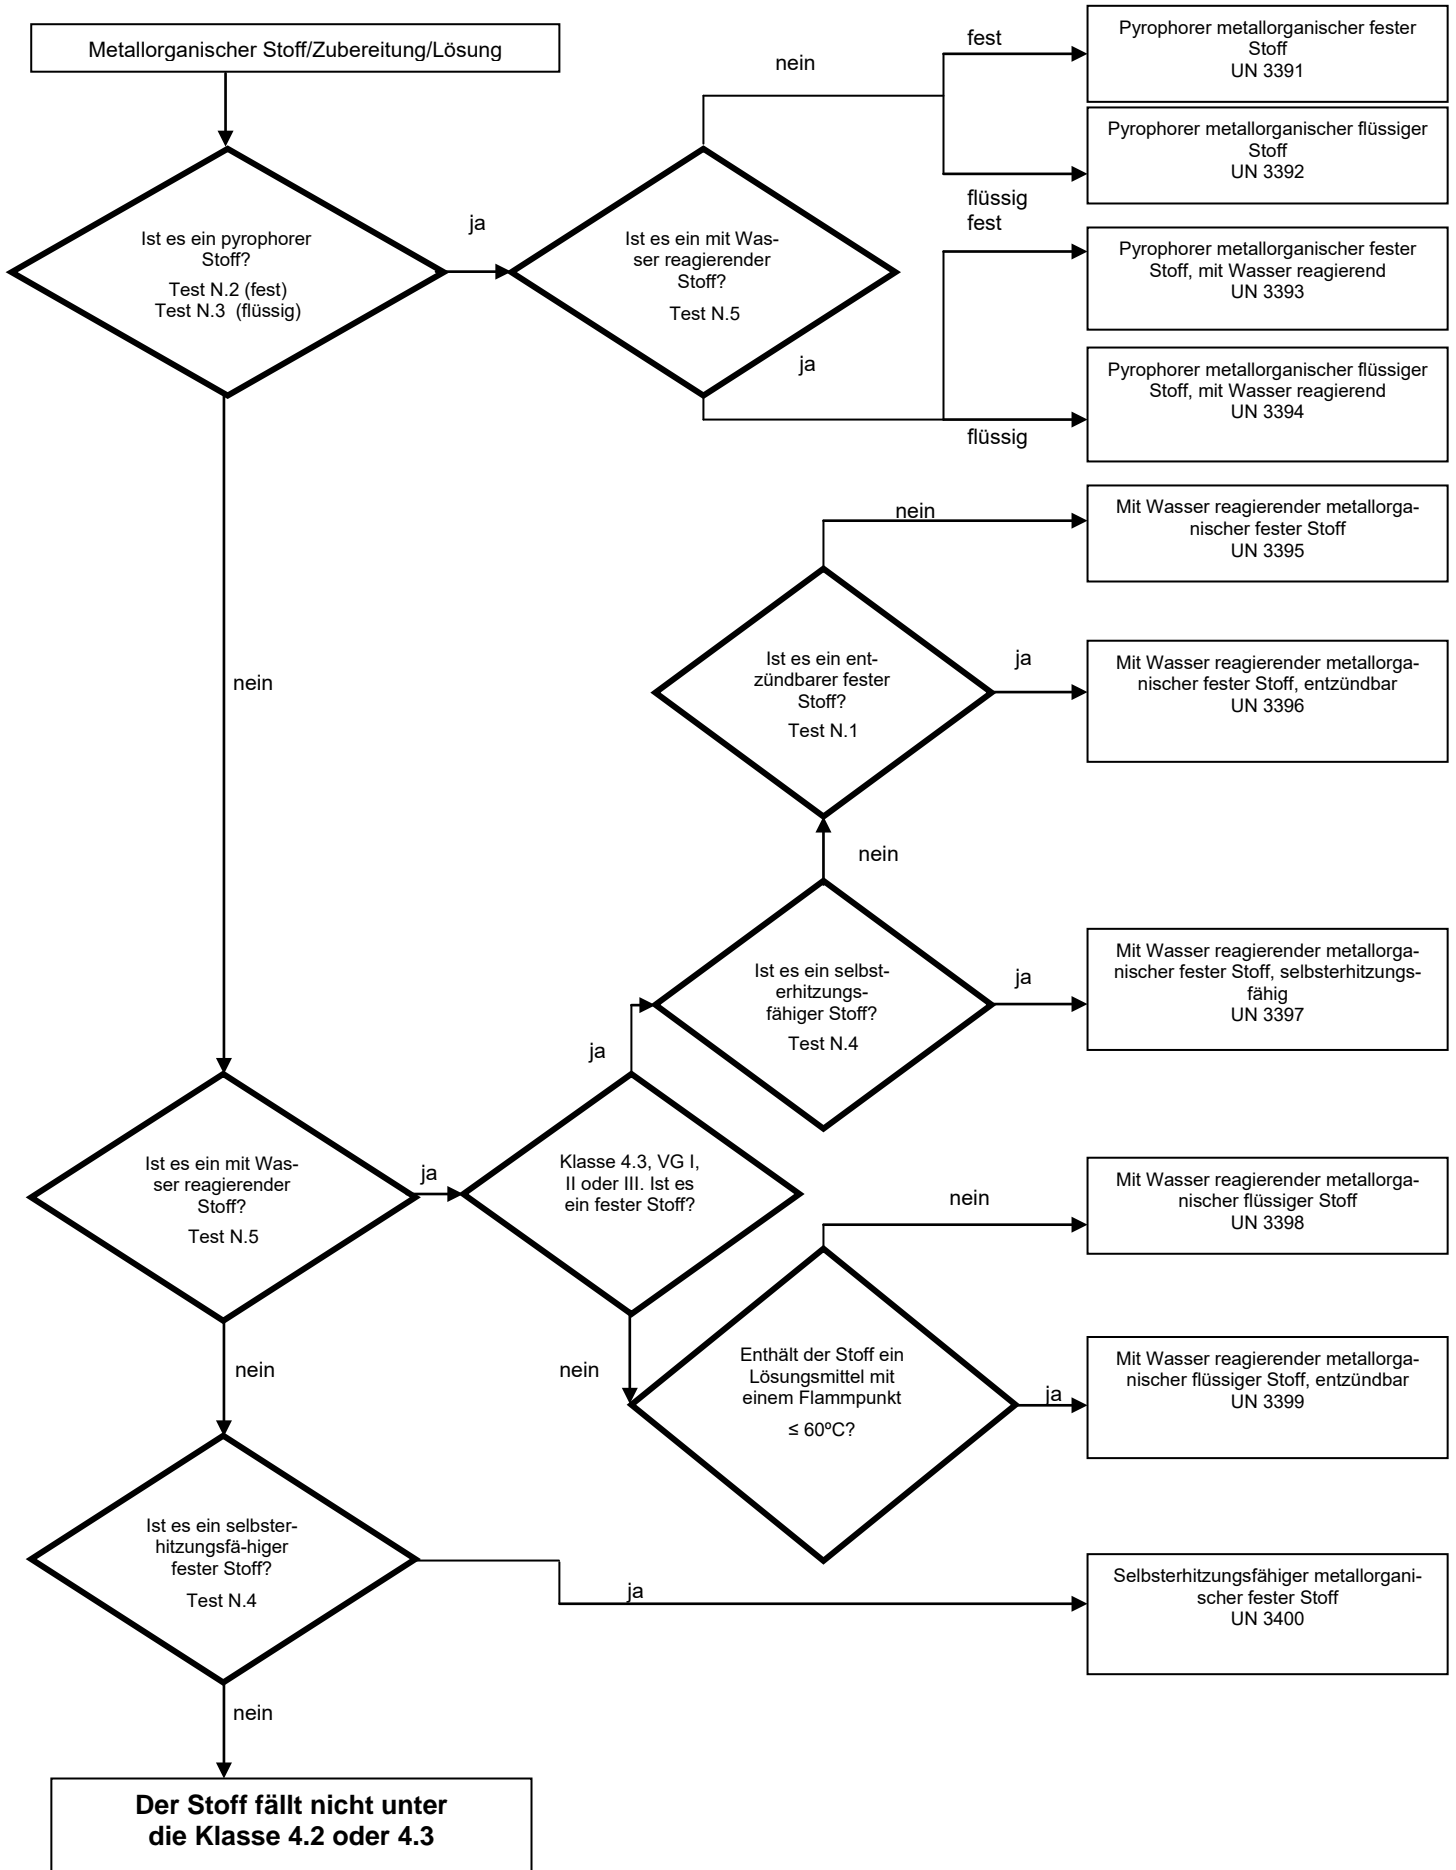 Metallorganischer Stoff/Zubereitung/Lösung
nein
fest
Pyrophorer metallorganischer fester
Stoff
UN 3391
Pyrophorer metallorganischer flüssiger
Stoff
UN 3392
flüssig
fest
Ist es ein pyrophorer
Stoff?
Test N.2 (fest)
Test N.3 (flüssig)
ja
Ist es ein mit Was-
ser reagierender
Stoff?
Test N.5
ja
Pyrophorer metallorganischer fester
Stoff, mit Wasser reagierend
UN 3393
Pyrophorer metallorganischer flüssiger
Stoff, mit Wasser reagierend
UN 3394
flüssig
nein
Mit Wasser reagierender metallorga-
nischer fester Stoff
UN 3395
nein
Ist es ein ent-
zündbarer fester
Stoff?
Test N.1
ja
Mit Wasser reagierender metallorga-
nischer fester Stoff, entzündbar
UN 3396
nein
Ist es ein selbst-
erhitzungs-
fähiger Stoff?
Test N.4
ja
Mit Wasser reagierender metallorga-
nischer fester Stoff, selbsterhitzungs-
fähig
UN 3397
ja
Ist es ein mit Was-
ser reagierender
Stoff?
Test N.5
ja
Klasse 4.3, VG I,
II oder III. Ist es
ein fester Stoff?
nein
Mit Wasser reagierender metallorga-
nischer flüssiger Stoff
UN 3398
nein
nein
Enthält der Stoff ein
Lösungsmittel mit
einem Flammpunkt
≤ 60ºC?
ja
Mit Wasser reagierender metallorga-
nischer flüssiger Stoff, entzündbar
UN 3399
Ist es ein selbster-
hitzungsfä-higer
fester Stoff?
Test N.4
ja
Selbsterhitzungsfähiger metallorgani-
scher fester Stoff
UN 3400
nein
Der Stoff fällt nicht unter
die Klasse 4.2 oder 4.3